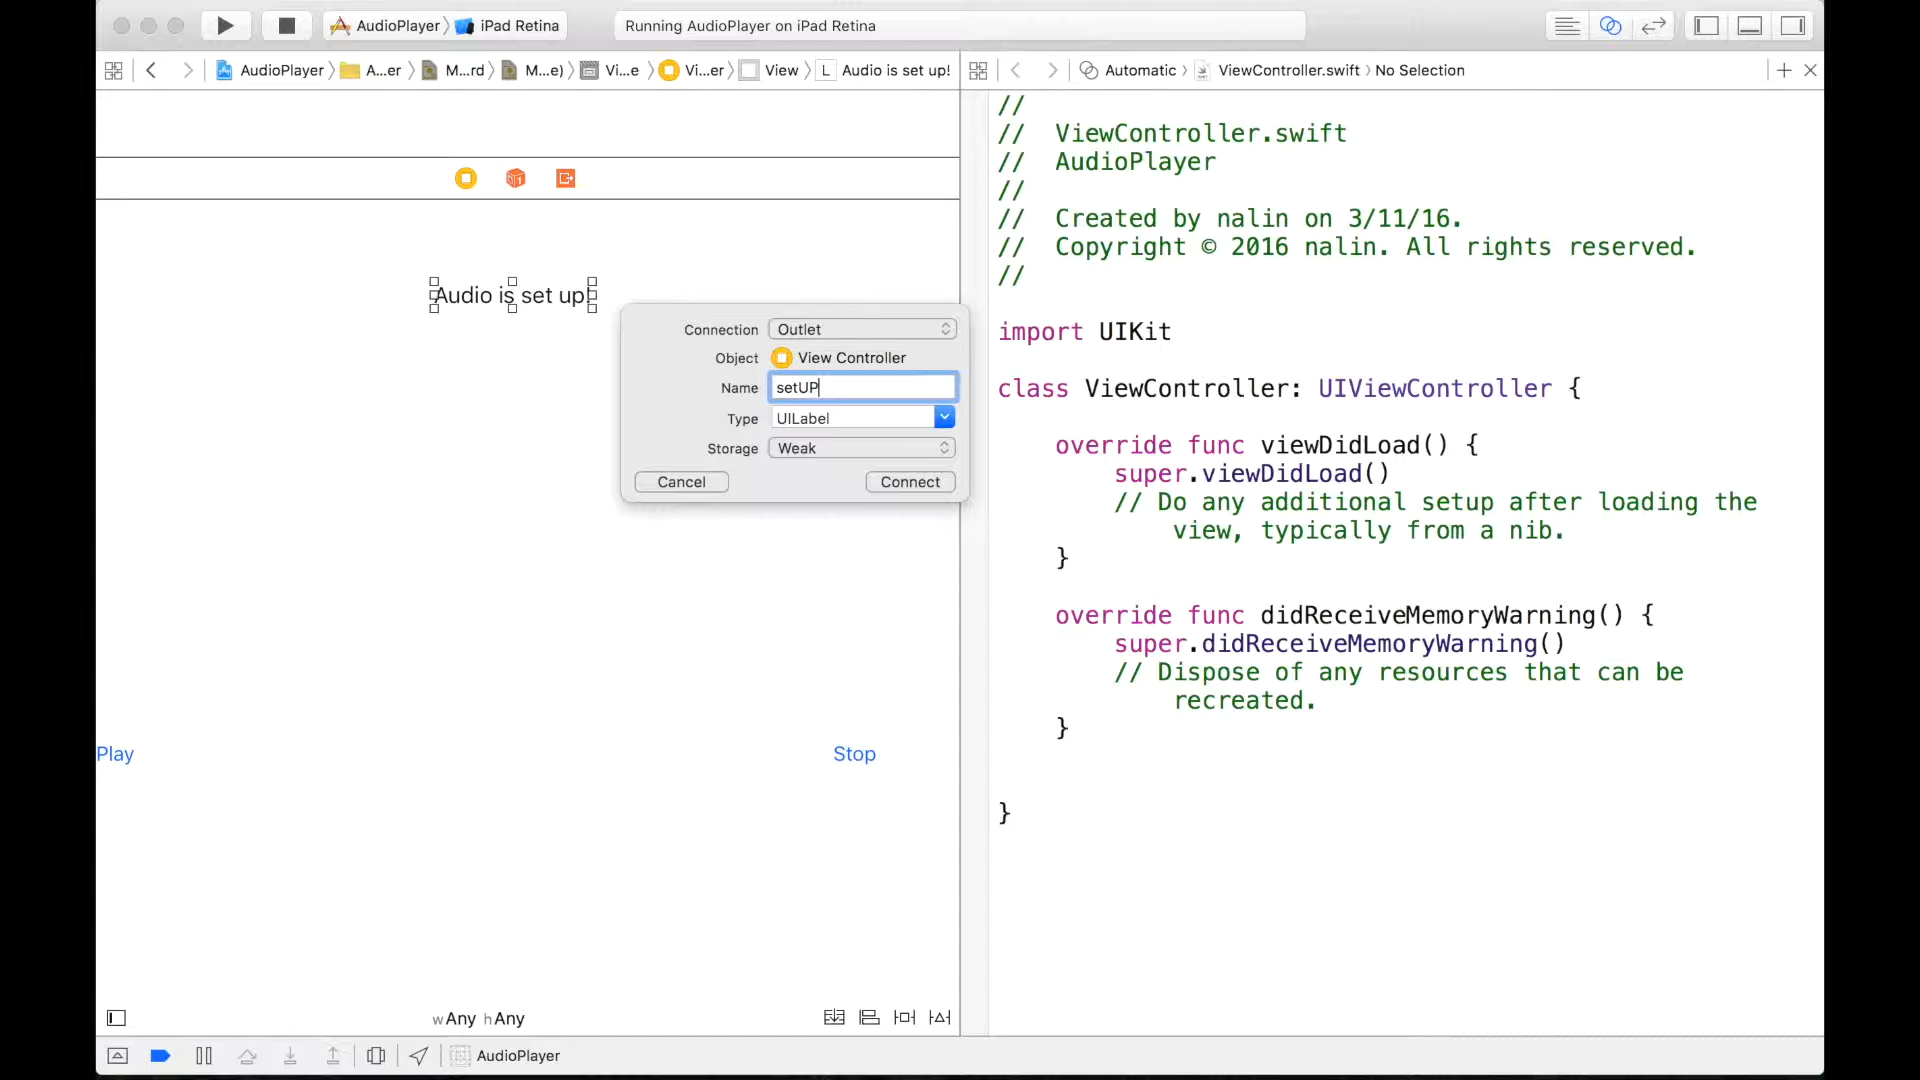 AudioPlayer iPad Retina
Running AudioPlayer on iPad Retina
AudioPlayer A...er M...rd M...e) Vi...e Vi...er View L Audio is set up!
Automatic ViewController.swift No Selection
Audio is set up!
Connection Outlet
Object View Controller
Name setUP
Type UILabel
Storage Weak
Cancel Connect
Play Stop
wAny hAny
AudioPlayer
//
// ViewController.swift
// AudioPlayer
//
// Created by nalin on 3/11/16.
// Copyright © 2016 nalin. All rights reserved.
//
import UIKit
class ViewController: UIViewController {
override func viewDidLoad() {
super.viewDidLoad()
// Do any additional setup after loading the
view, typically from a nib.
}
override func didReceiveMemoryWarning() {
super.didReceiveMemoryWarning()
// Dispose of any resources that can be
recreated.
}
}